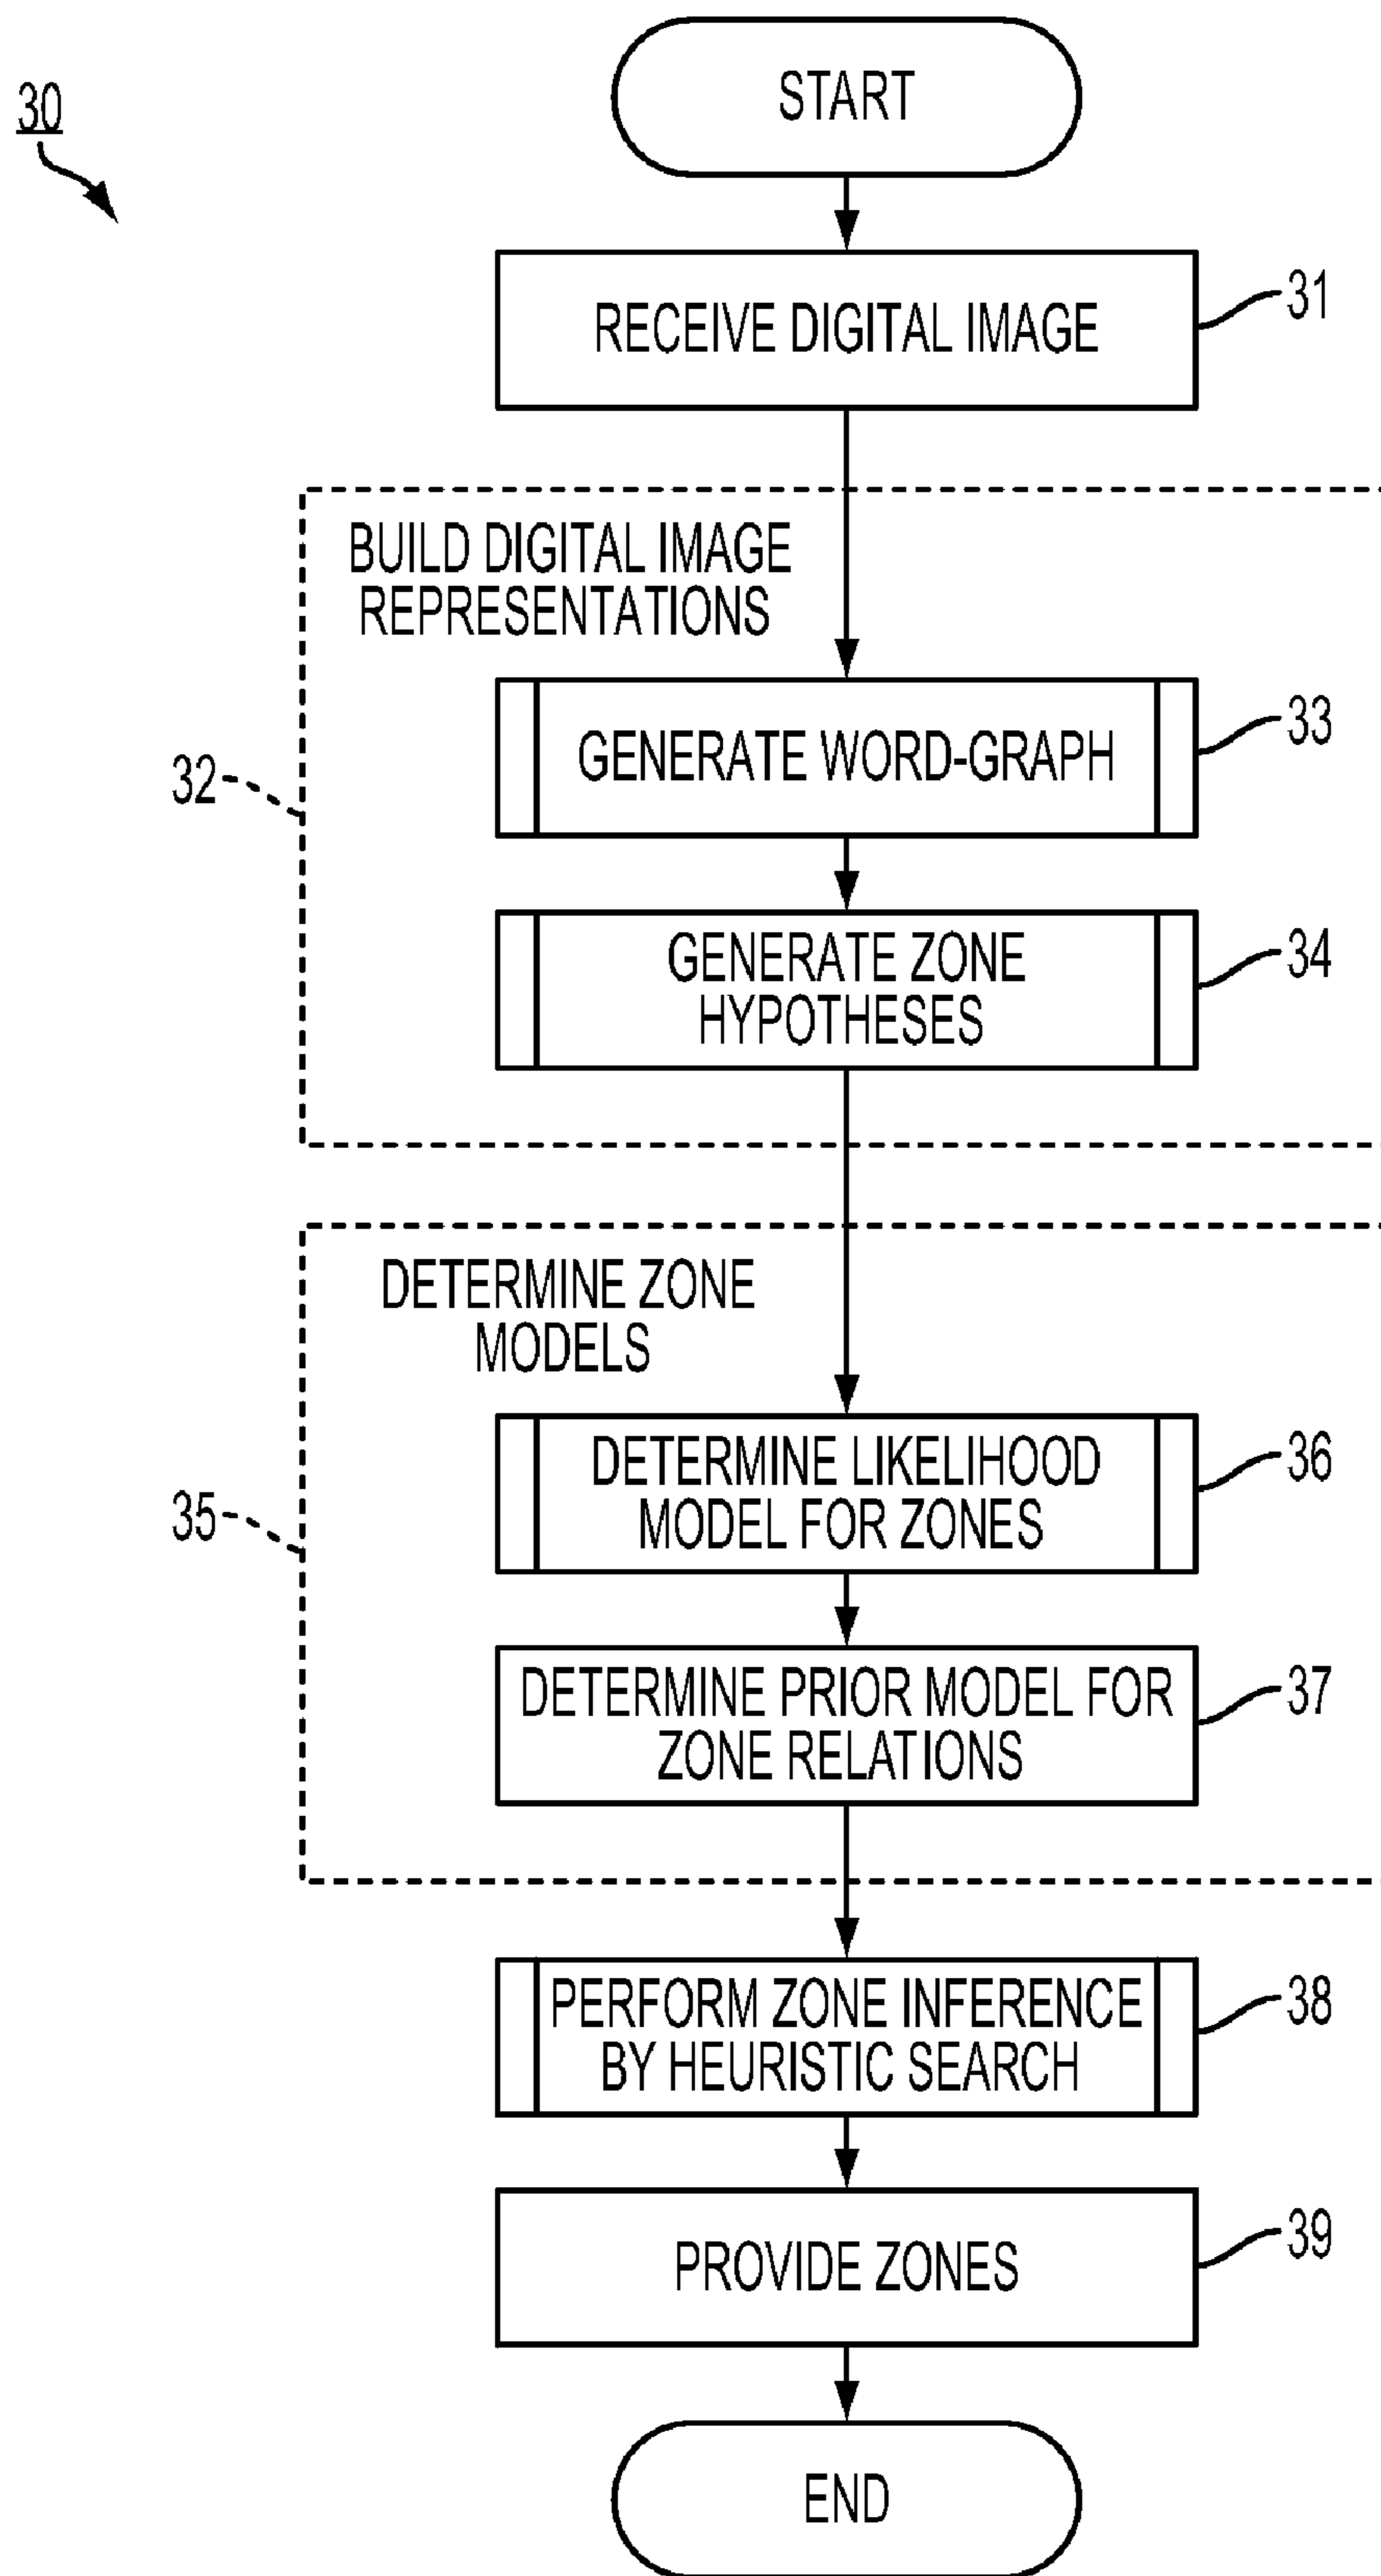 30
START
RECEIVE DIGITAL IMAGE
31
BUILD DIGITAL IMAGE
REPRESENTATIONS
32
GENERATE WORD-GRAPH
33
GENERATE ZONE
HYPOTHESES
34
DETERMINE ZONE
MODELS
35
DETERMINE LIKELIHOOD
MODEL FOR ZONES
36
DETERMINE PRIOR MODEL FOR
ZONE RELATIONS
37
PERFORM ZONE INFERENCE
BY HEURISTIC SEARCH
38
PROVIDE ZONES
39
END